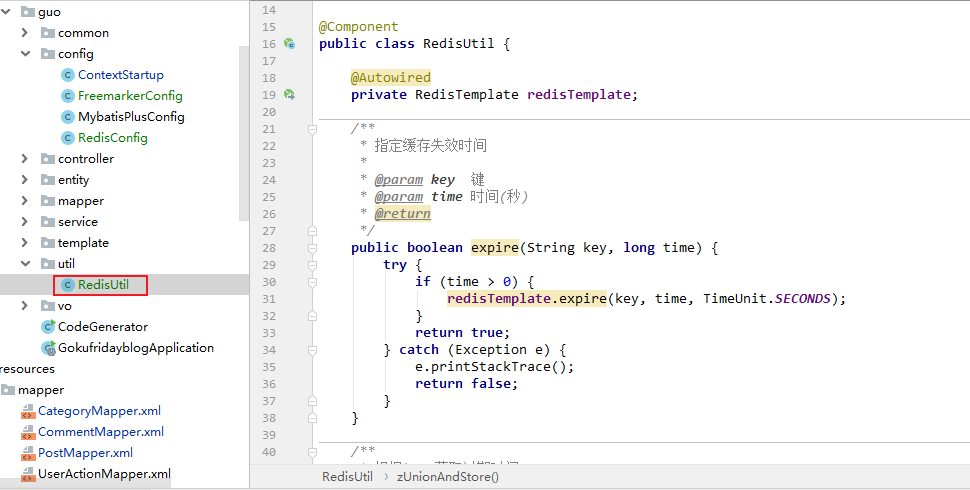 guo
common
config
ContextStartup
FreemarkerConfig
MybatisPlusConfig
RedisConfig
controller
entity
mapper
service
template
util
RedisUtil
vo
CodeGenerator
GokufridayblogApplication
resources
mapper
CategoryMapper.xml
CommentMapper.xml
PostMapper.xml
UserActionMapper.xml
14
15 @Component
16 public class RedisUtil {
17
18 @Autowired
19 private RedisTemplate redisTemplate;
20
21 /**
22 * 指定缓存失效时间
23 *
24 * @param key 键
25 * @param time 时间(秒)
26 * @return
27 */
28 public boolean expire(String key, long time) {
29 try {
30 if (time > 0) {
31 redisTemplate.expire(key, time, TimeUnit.SECONDS);
32 }
33 return true;
34 } catch (Exception e) {
35 e.printStackTrace();
36 return false;
37 }
38 }
39
40 /**
RedisUtil > zUnionAndStore()